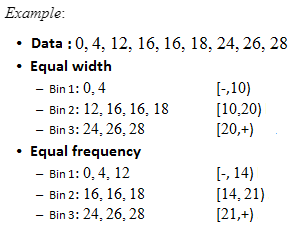 Example:
• Data : 0, 4, 12, 16, 16, 18, 24, 26, 28
• Equal width
– Bin 1: 0, 4 [-,10)
– Bin 2: 12, 16, 16, 18 [10,20)
– Bin 3: 24, 26, 28 [20,+)
• Equal frequency
– Bin 1: 0, 4, 12 [-, 14)
– Bin 2: 16, 16, 18 [14, 21)
– Bin 3: 24, 26, 28 [21,+)